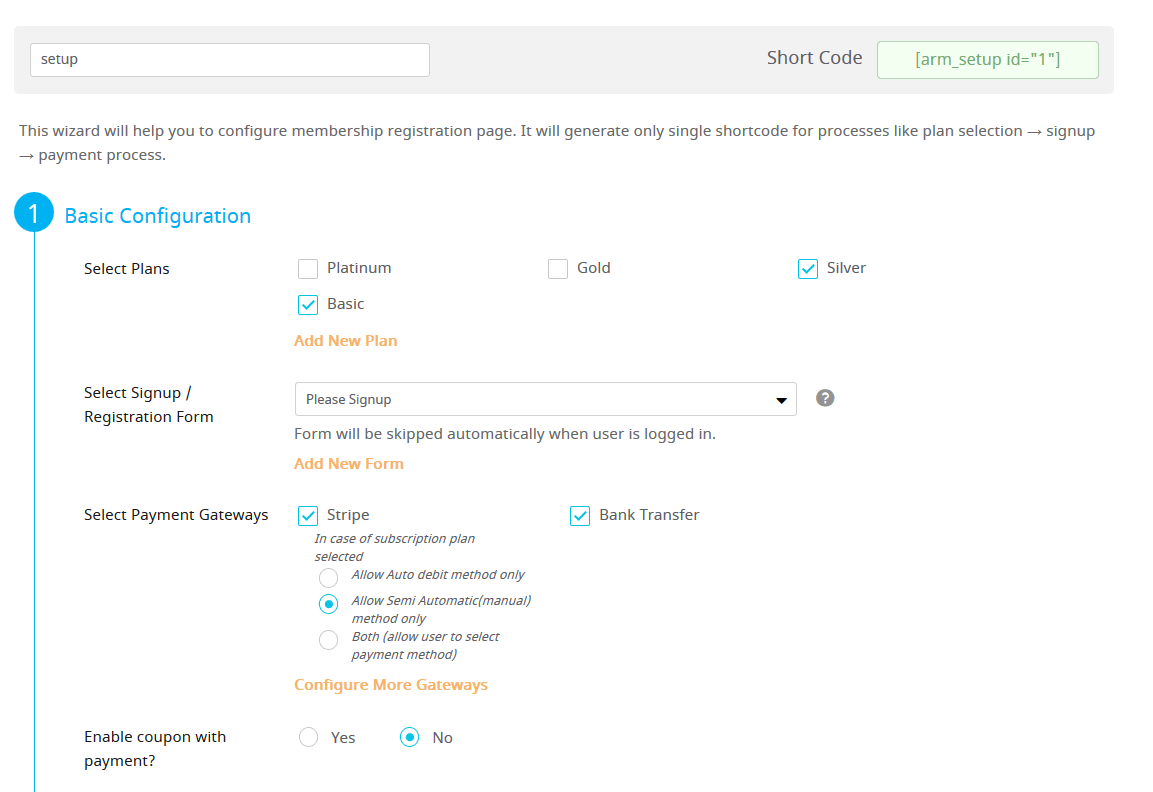 setup
Short Code
[arm_setup id="1"]
This wizard will help you to configure membership registration page. It will generate only single shortcode for processes like plan selection → signup
→ payment process.
1 Basic Configuration
Select Plans
Platinum
Gold
Silver
Basic
Add New Plan
Select Signup /
Registration Form
Please Signup
?
Form will be skipped automatically when user is logged in.
Add New Form
Select Payment Gateways
Stripe
Bank Transfer
In case of subscription plan
selected
Allow Auto debit method only
Allow Semi Automatic(manual)
method only
Both (allow user to select
payment method)
Configure More Gateways
Enable coupon with
payment?
Yes
No